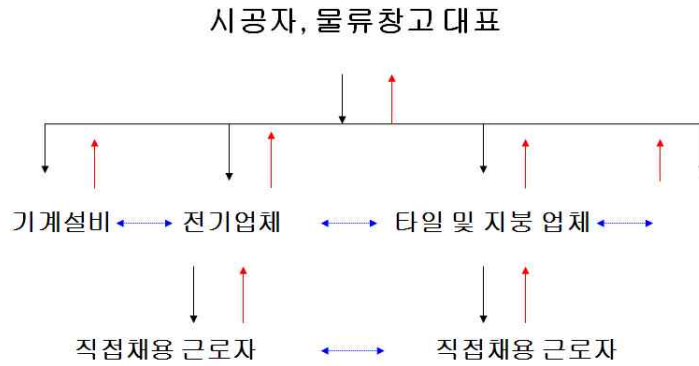 시공자, 물류창고 대표
기계설비 전기업체 타일 및 지붕 업체
직접채용 근로자 직접채용 근로자